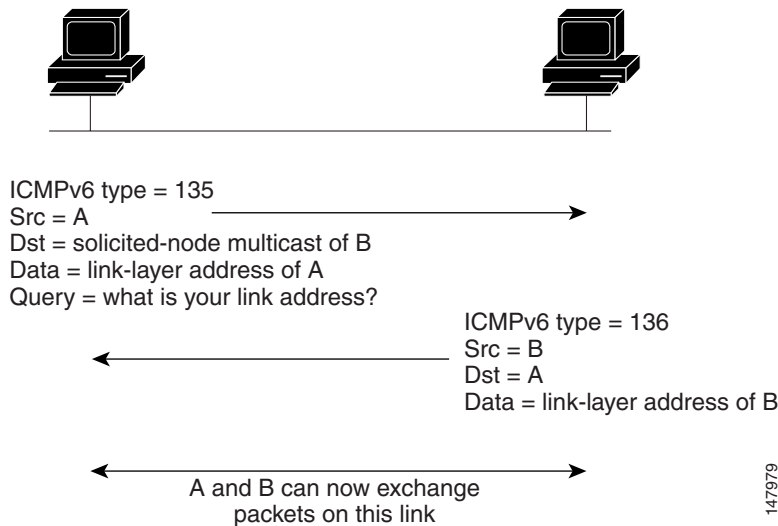 ICMPv6 type = 135
Src = A
Dst = solicited-node multicast of B
Data = link-layer address of A
Query = what is your link address?
ICMPv6 type = 136
Src = B
Dst = A
Data = link-layer address of B
A and B can now exchange
packets on this link
147979